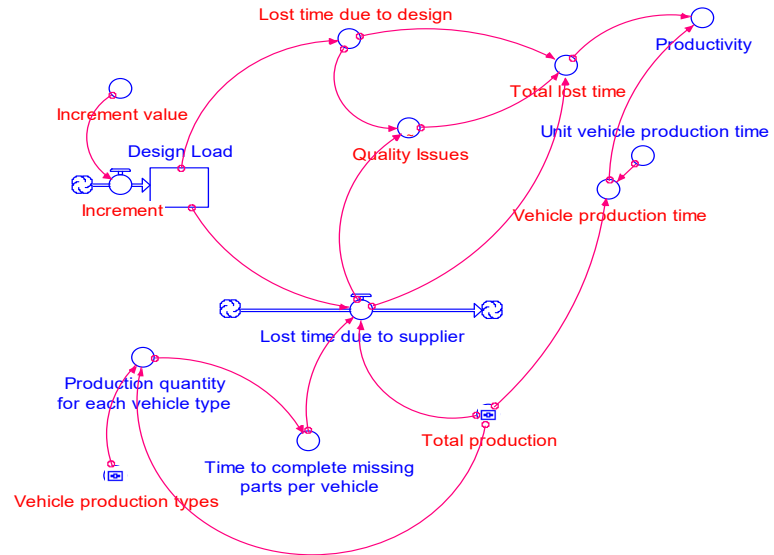 Lost time due to design
Productivity
Total lost time
Increment value
Unit vehicle production time
Design Load
Quality Issues
Increment
Vehicle production time
Lost time due to supplier
Production quantity
for each vehicle type
Total production
Time to complete missing
parts per vehicle
Vehicle production types